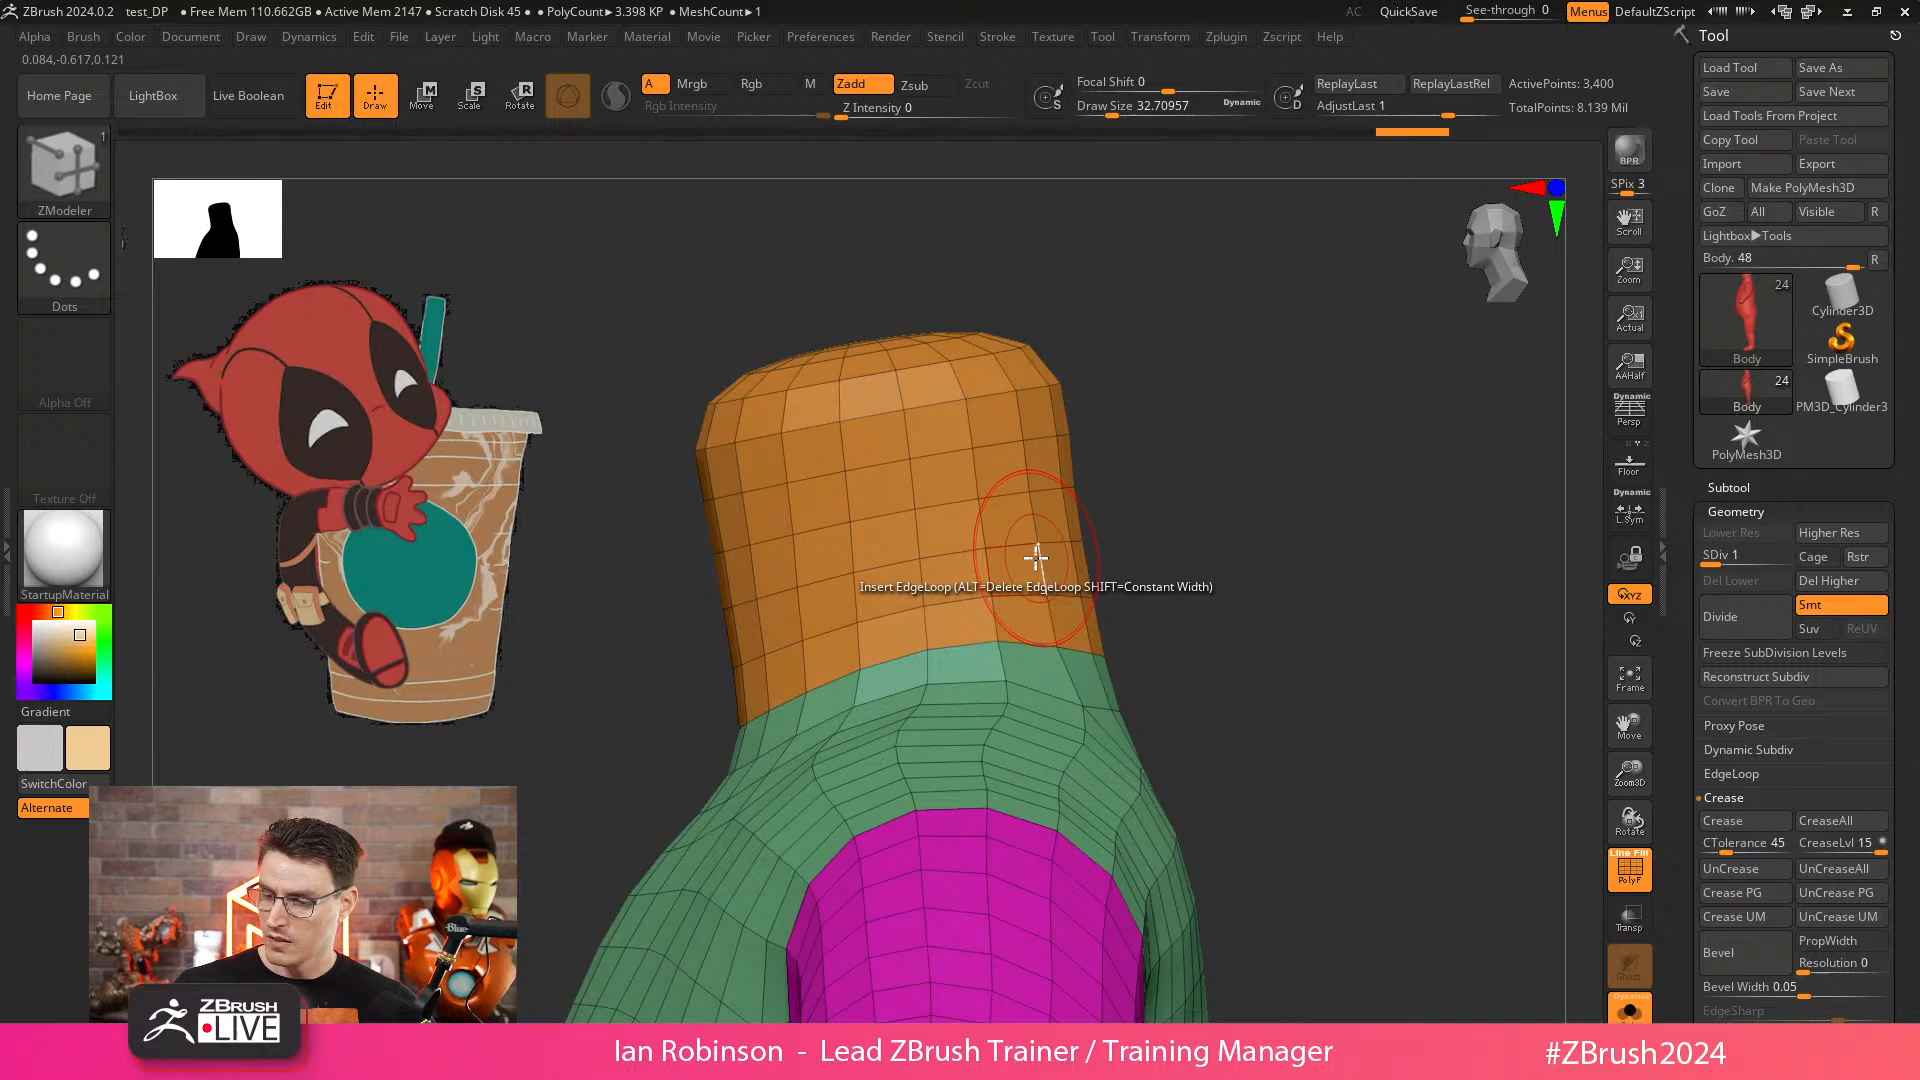 ZBrush 2024.0.2 test_DP • Free Mem 110.662GB • Active Mem 2147 • Scratch Disk 45 • • PolyCount▸3.398 KP • MeshCount▸1
AC QuickSave See-through 0 Menus DefaultZScript
Alpha Brush Color Document Draw Dynamics Edit File Layer Light Macro Marker Material Movie Picker Preferences Render Stencil Stroke Texture Tool Transform Zplugin Zscript Help
0.084,-0.617,0.121
Home Page LightBox Live Boolean Edit Draw Move Scale Rotate
A Mrgb Rgb M Zadd Zsub Zcut
Rgb Intensity Z Intensity 0
S Focal Shift 0
Draw Size 32.70957 Dynamic
D ReplayLast ReplayLastRel ActivePoints: 3,400
AdjustLast 1 TotalPoints: 8.139 Mil
1
ZModeler
Dots
Alpha Off
Texture Off
StartupMaterial
Gradient
SwitchColor
Alternate
Insert EdgeLoop (ALT=Delete EdgeLoop SHIFT=Constant Width)
BPR
SPix 3
Scroll
Zoom
Actual
AAHalf
Dynamic
Persp
Floor
Dynamic
L.Sym
XYZ
Frame
Move
Zoom3D
Rotate
Line Fill
PolyF
Transp
Ghost
Dynamic
Tool
Load Tool Save As
Save Save Next
Load Tools From Project
Copy Tool Paste Tool
Import Export
Clone Make PolyMesh3D
GoZ All Visible R
Lightbox▸Tools
Body. 48 R
24
Body
Cylinder3D
SimpleBrush
24
Body
PM3D_Cylinder3
PolyMesh3D
Subtool
Geometry
Lower Res Higher Res
SDiv 1 Cage Rstr
Del Lower Del Higher
Divide Smt
Suv ReUV
Freeze SubDivision Levels
Reconstruct Subdiv
Convert BPR To Geo
Proxy Pose
Dynamic Subdiv
EdgeLoop
Crease
Crease CreaseAll
CTolerance 45 CreaseLvl 15
UnCrease UnCreaseAll
Crease PG UnCrease PG
Crease UM UnCrease UM
Bevel PropWidth
Resolution 0
Bevel Width 0.05
EdgeSharp
Blue
ZBRUSH
LIVE
Ian Robinson - Lead ZBrush Trainer / Training Manager
#ZBrush2024